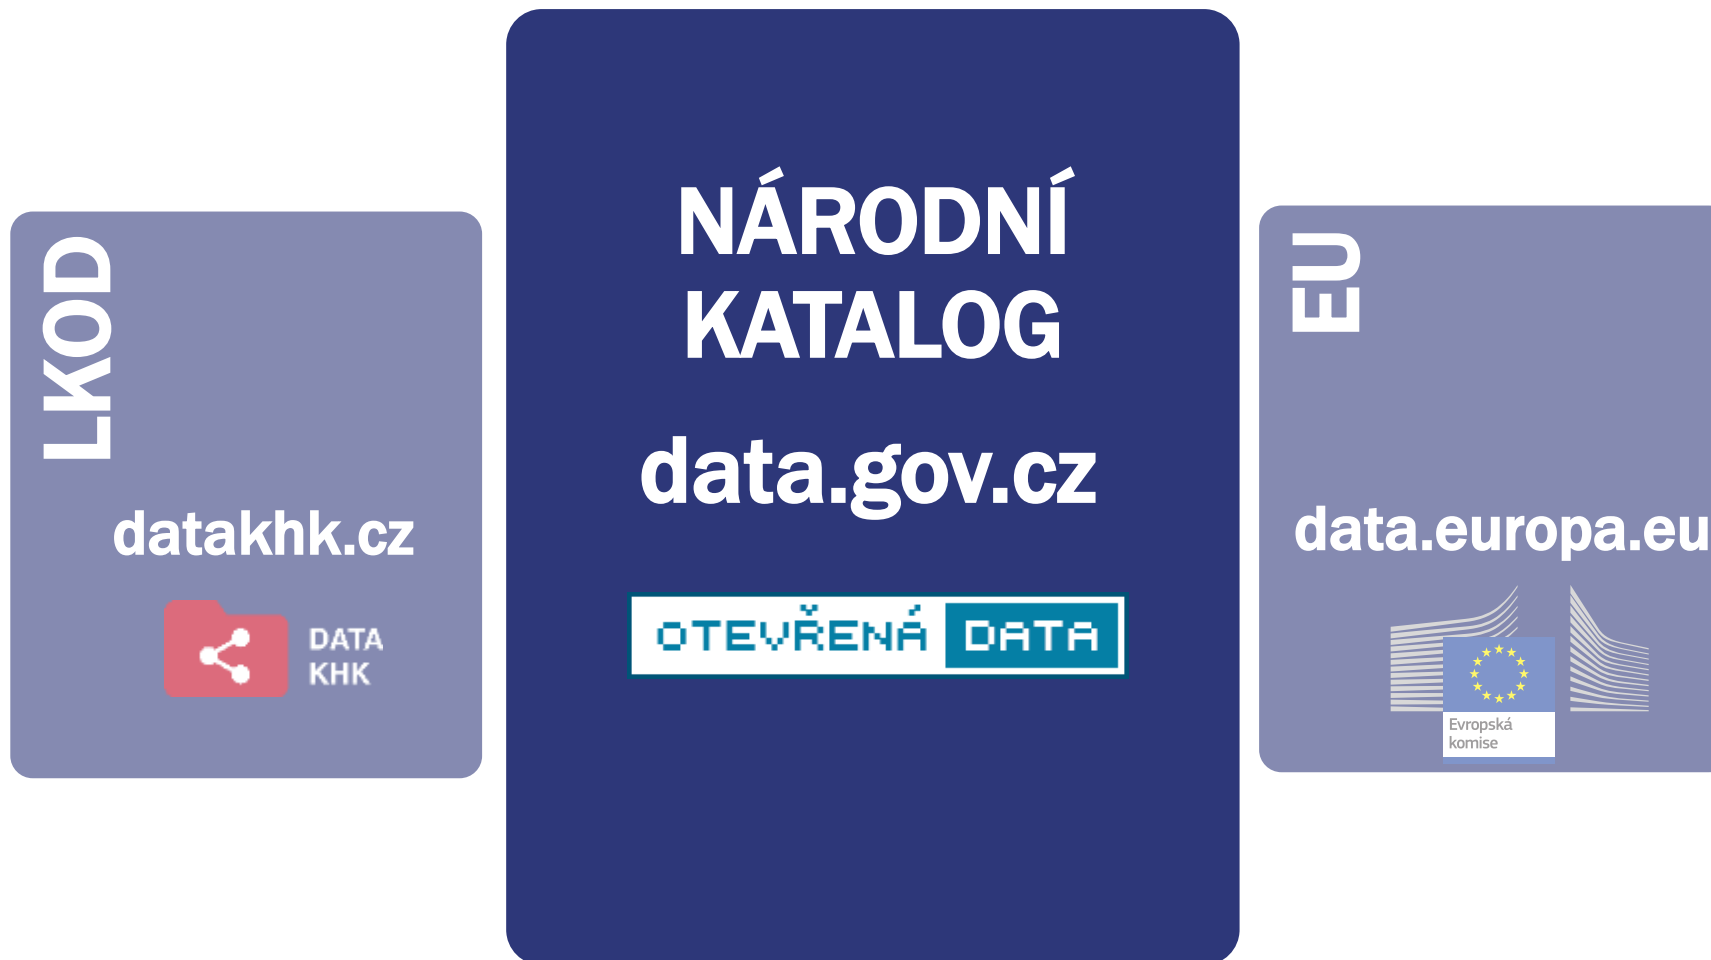 LKOD
datakhk.cz
DATA
KHK
NÁRODNÍ
KATALOG
data.gov.cz
OTEVŘENÁ DATA
EU
data.europa.eu
Evropská
komise